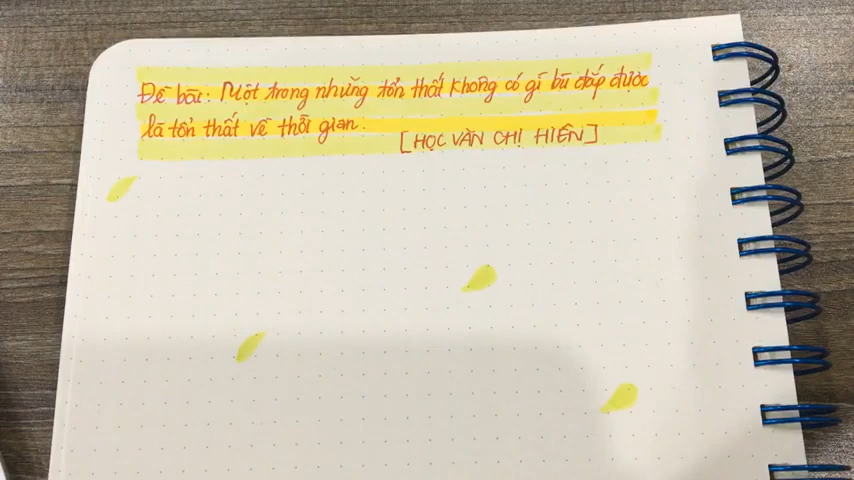 Đề bài: Một trong những tổn thất không có gì bù đắp được
là tổn thất về thời gian.
[HỌC VĂN CHỊ HIÊN]